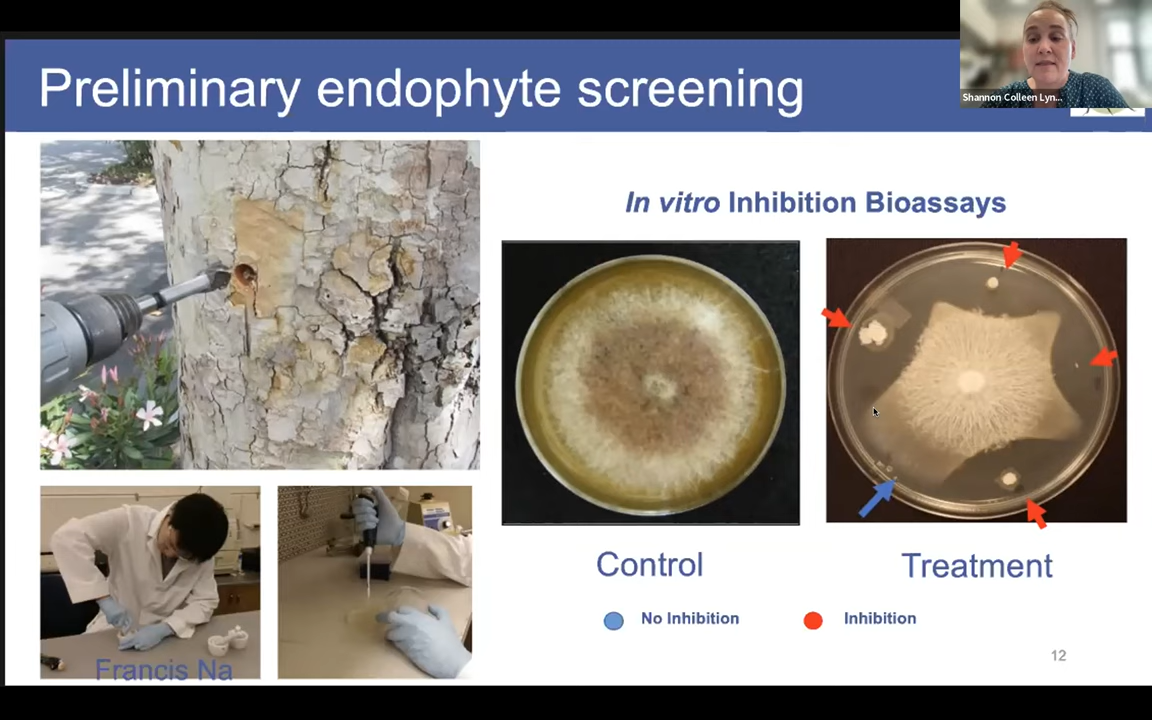 Preliminary endophyte screening
Shannon Colleen Lyn...
In vitro Inhibition Bioassays
Control
Treatment
No Inhibition
Inhibition
Francis Na
12